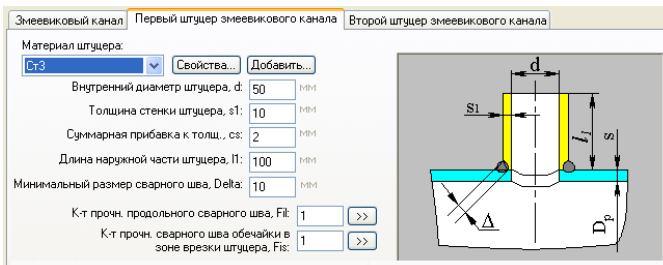 Змеевиковый канал Первый штуцер змеевикового канала Второй штуцер змеевикового канала
Материал штуцера:
Ст3 Свойства... Добавить...
Внутренний диаметр штуцера, d: 50 мм
Толщина стенки штуцера, s1: 10 мм
Суммарная прибавка к толщ., cs: 2 мм
Длина наружной части штуцера, l1: 100 мм
Минимальный размер сварного шва, Delta: 10 мм
К-т прочн. продольного сварного шва, Fil: 1 >>
К-т прочн. сварного шва обечайки в
зоне врезки штуцера, Fis: 1 >>
d
s1
l1
s
Δ
Dp